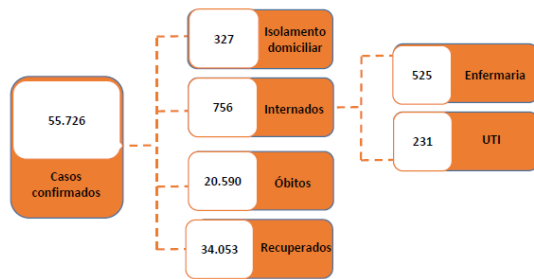 55.726
Casos
confirmados
327
Isolamento
domiciliar
756
Internados
20.590
Óbitos
34.053
Recuperados
525
Enfermaria
231
UTI